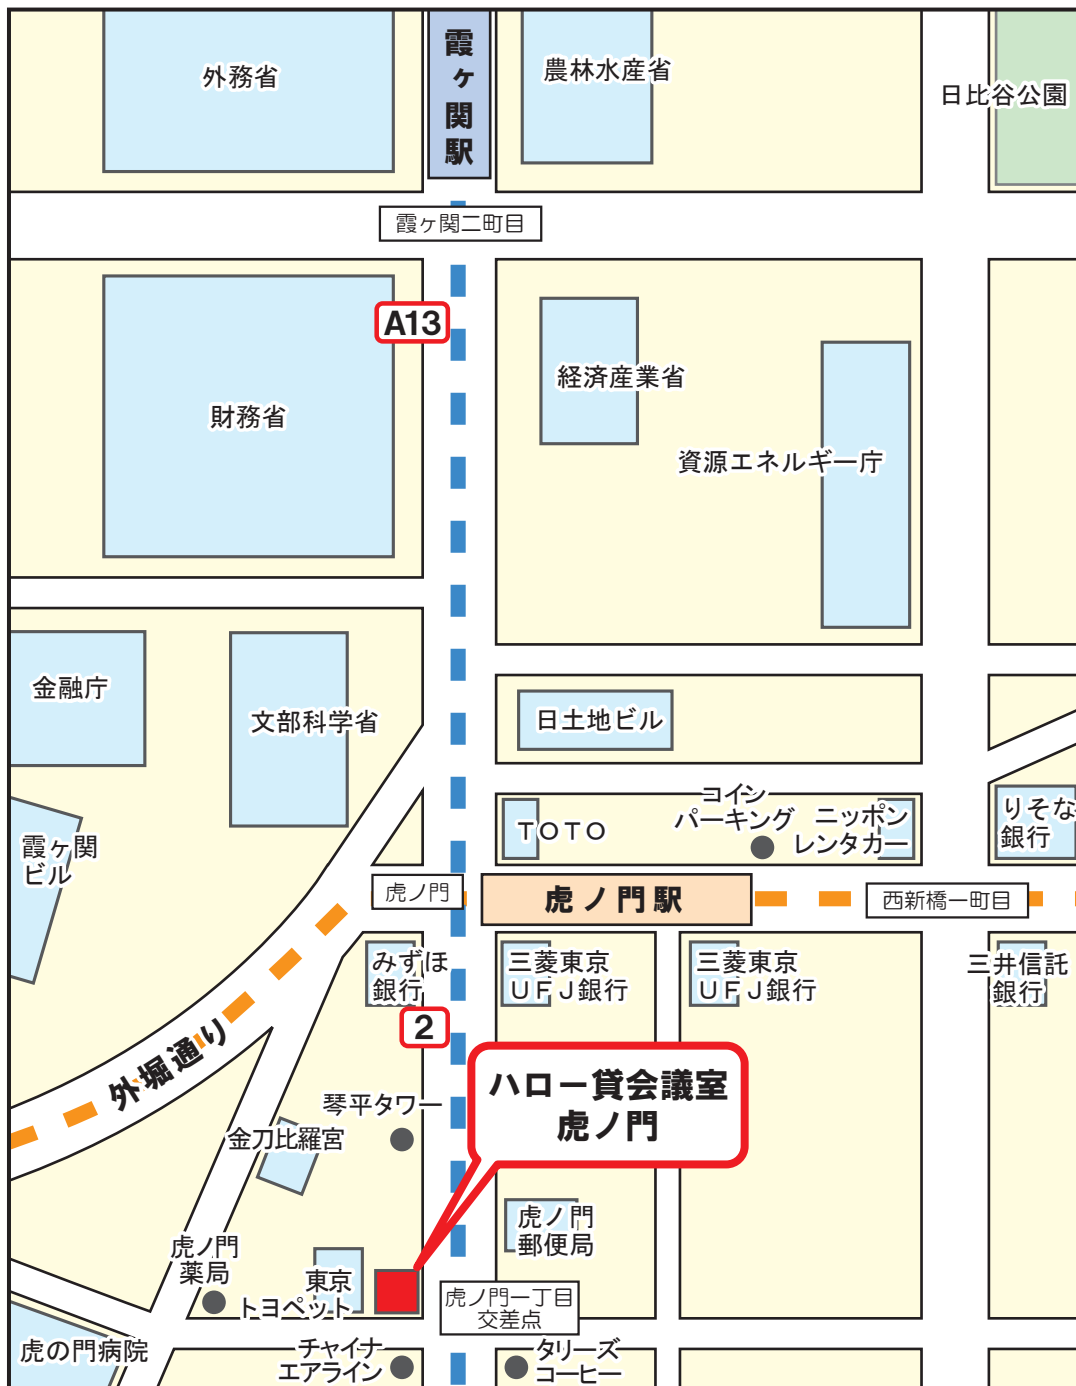 外務省
霞ヶ関駅
農林水産省
日比谷公園
霞ヶ関二町目
A13
財務省
経済産業省
資源エネルギー庁
金融庁
文部科学省
日土地ビル
霞ヶ関
ビル
TOTO
コイン
パーキング
ニッポン
レンタカー
りそな
銀行
虎ノ門
虎ノ門駅
西新橋一町目
みずほ
銀行
三菱東京
UFJ銀行
三菱東京
UFJ銀行
三井信託
銀行
2
外堀通り
ハロー貸会議室
虎ノ門
琴平タワー
金刀比羅宮
虎ノ門
郵便局
虎ノ門
薬局
東京
トヨペット
虎ノ門一丁目
交差点
虎の門病院
チャイナ
エアライン
タリーズ
コーヒー